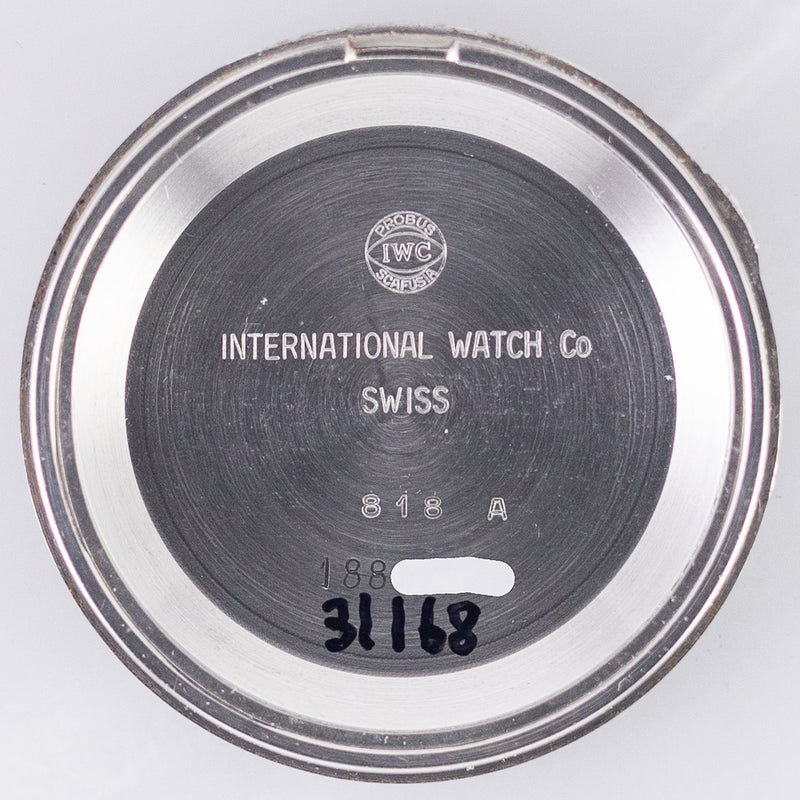 PROBUS
IWC
SCAFUSIA
INTERNATIONAL WATCH Co
SWISS
818 A
188
31168